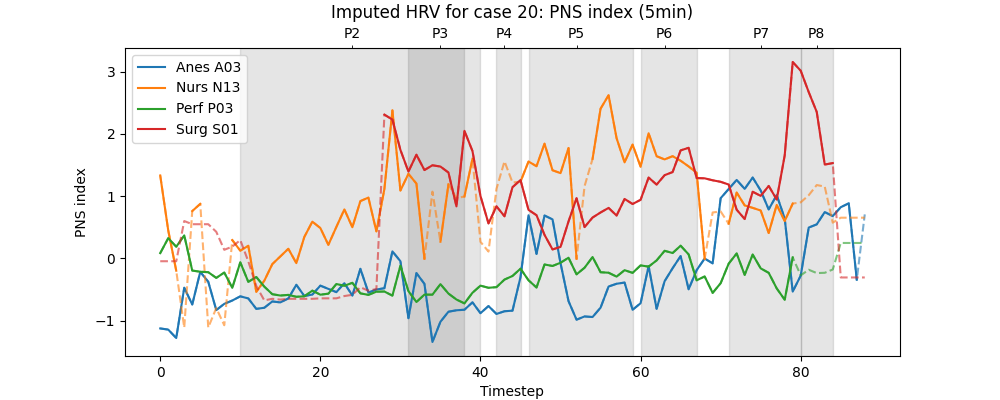 Imputed HRV for case 20: PNS index (5min)
P2 P3 P4 P5 P6 P7 P8
Anes A03
Nurs N13
Perf P03
Surg S01
PNS index
3
2
1
0
−1
0 20 40 60 80
Timestep